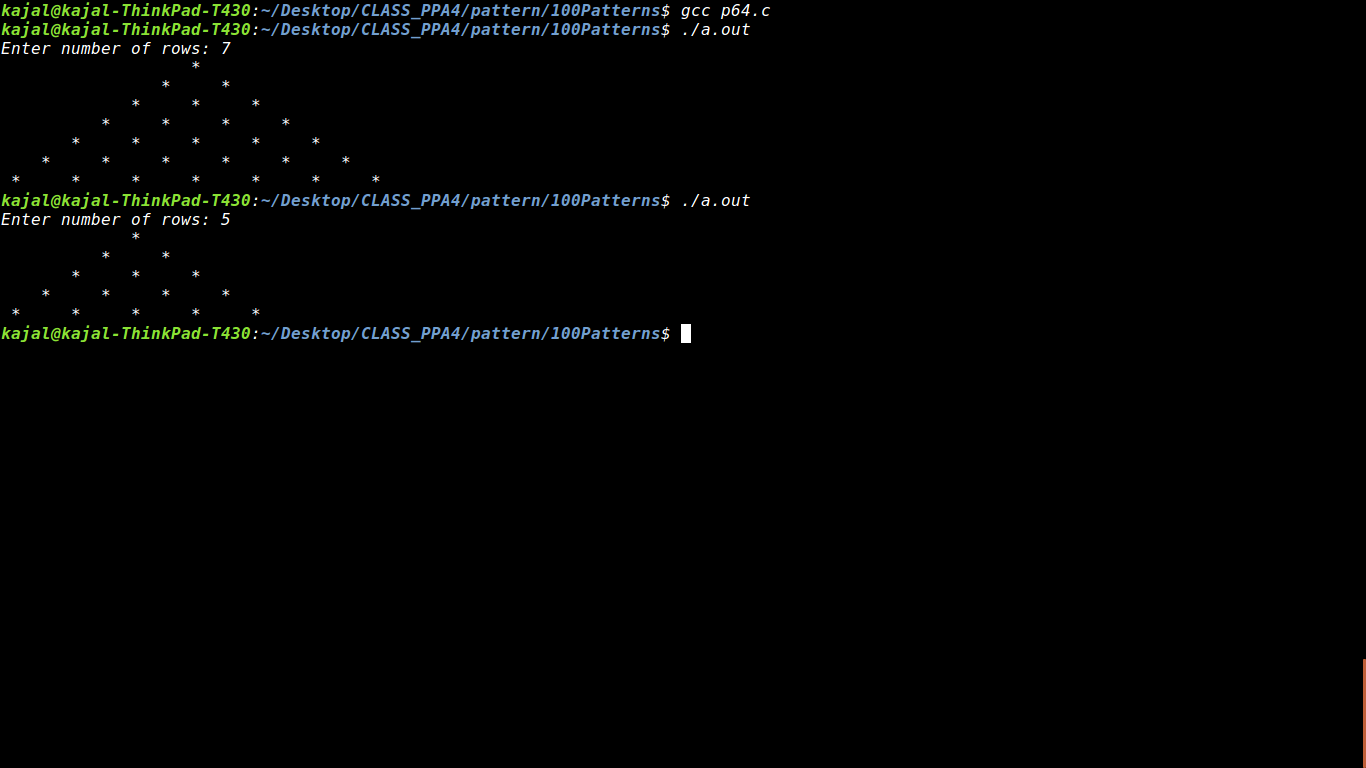 kajal@kajal-ThinkPad-T430:~/Desktop/CLASS_PPA4/pattern/100Patterns$ gcc p64.c
kajal@kajal-ThinkPad-T430:~/Desktop/CLASS_PPA4/pattern/100Patterns$ ./a.out
Enter number of rows: 7
                   *
                *     *
             *     *     *
          *     *     *     *
       *     *     *     *     *
    *     *     *     *     *     *
 *     *     *     *     *     *     *
kajal@kajal-ThinkPad-T430:~/Desktop/CLASS_PPA4/pattern/100Patterns$ ./a.out
Enter number of rows: 5
             *
          *     *
       *     *     *
    *     *     *     *
 *     *     *     *     *
kajal@kajal-ThinkPad-T430:~/Desktop/CLASS_PPA4/pattern/100Patterns$